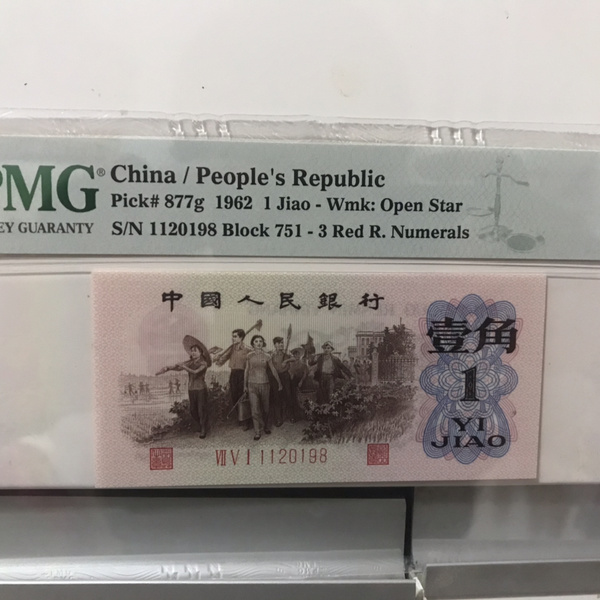 PMG®
EY GUARANTY
China / People's Republic
Pick# 877g 1962 1 Jiao - Wmk: Open Star
S/N 1120198 Block 751 - 3 Red R. Numerals
中國人民銀行
壹角
1
YI
JIAO
VII V I 1120198